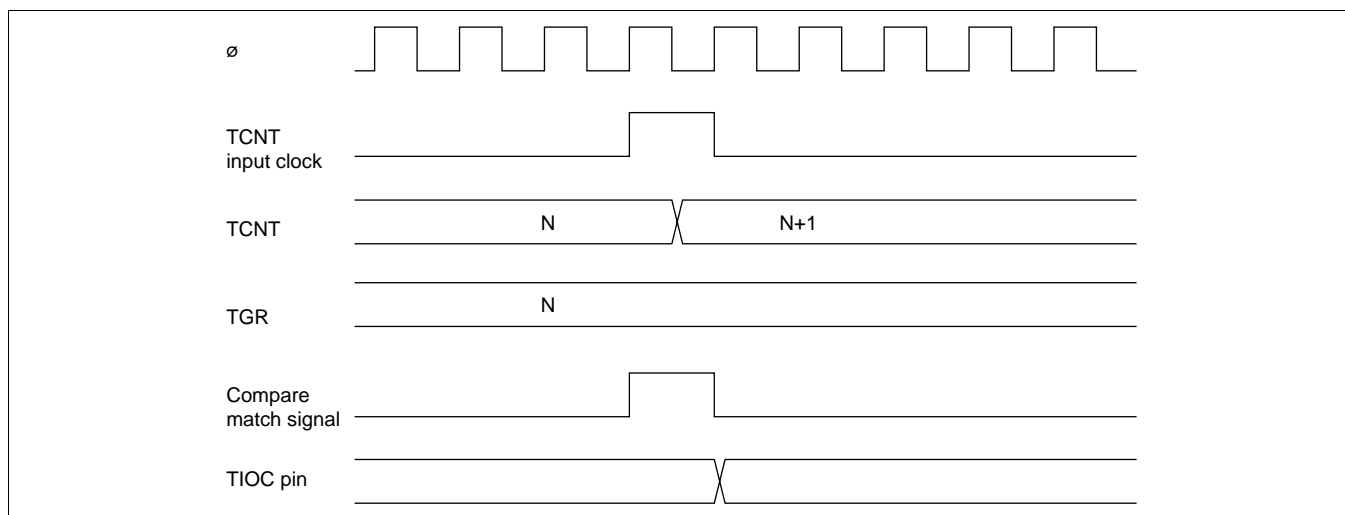 ø
TCNT
input clock
TCNT
N
N+1
TGR
N
Compare
match signal
TIOC pin